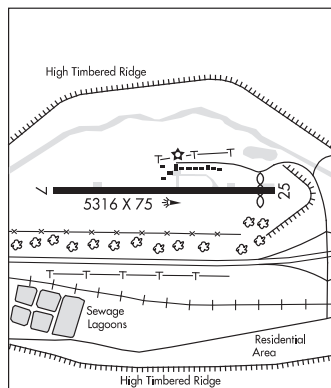 High Timbered Ridge
7
25
5316 X 75
Sewage
Lagoons
Residential
Area
High Timbered Ridge